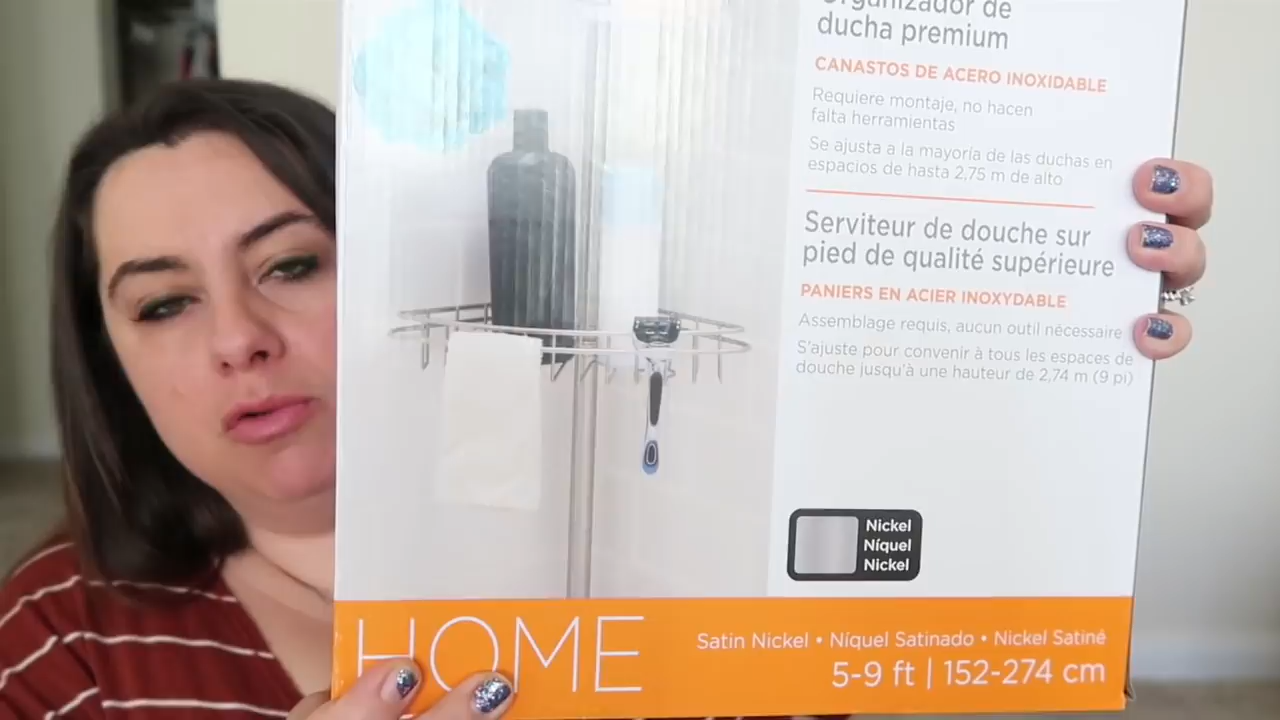 Organizador de
ducha premium
CANASTOS DE ACERO INOXIDABLE
Requiere montaje, no hacen
falta herramientas
Se ajusta a la mayoría de las duchas en
espacios de hasta 2,75 m de alto
Serviteur de douche sur
pied de qualité supérieure
PANIERS EN ACIER INOXYDABLE
Assemblage requis, aucun outil nécessaire
S'ajuste pour convenir à tous les espaces de
douche jusqu'à une hauteur de 2,74 m (9 pi)
Nickel
Níquel
Nickel
HOME
Satin Nickel • Níquel Satinado • Nickel Satiné
5-9 ft | 152-274 cm